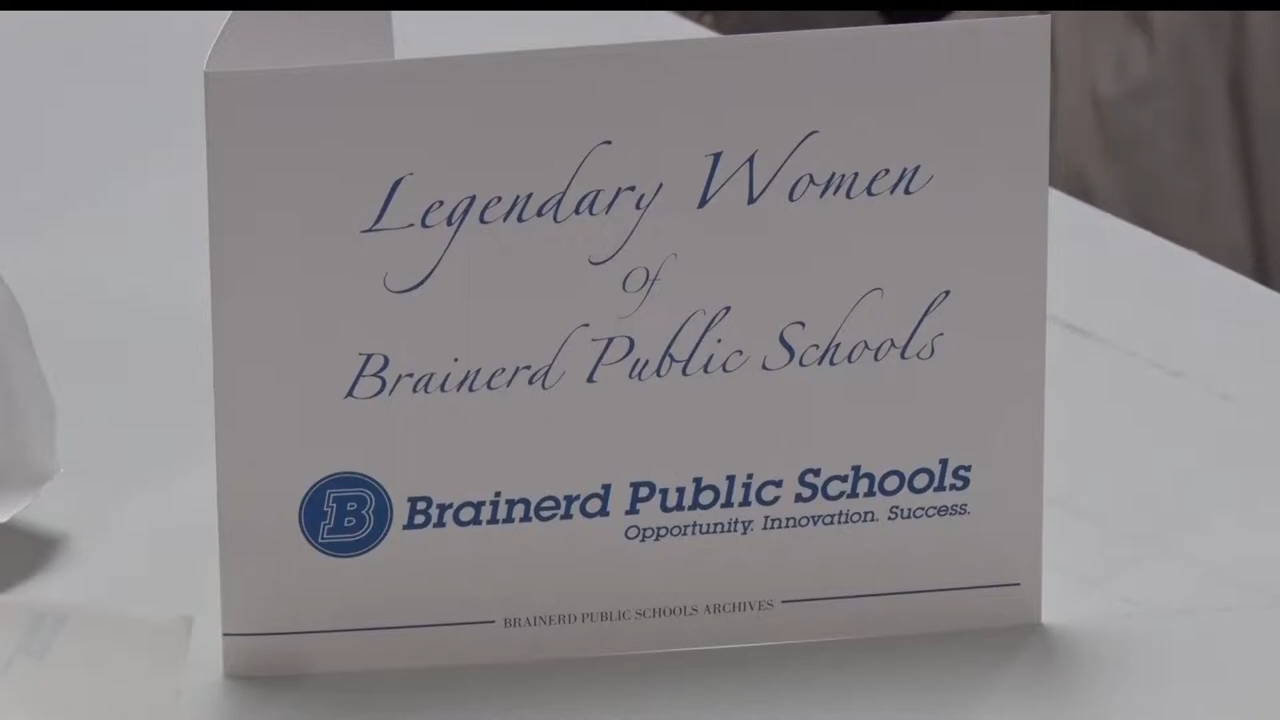 Legendary Women
Of
Brainerd Public Schools
B Brainerd Public Schools
Opportunity. Innovation. Success.
BRAINERD PUBLIC SCHOOLS ARCHIVES